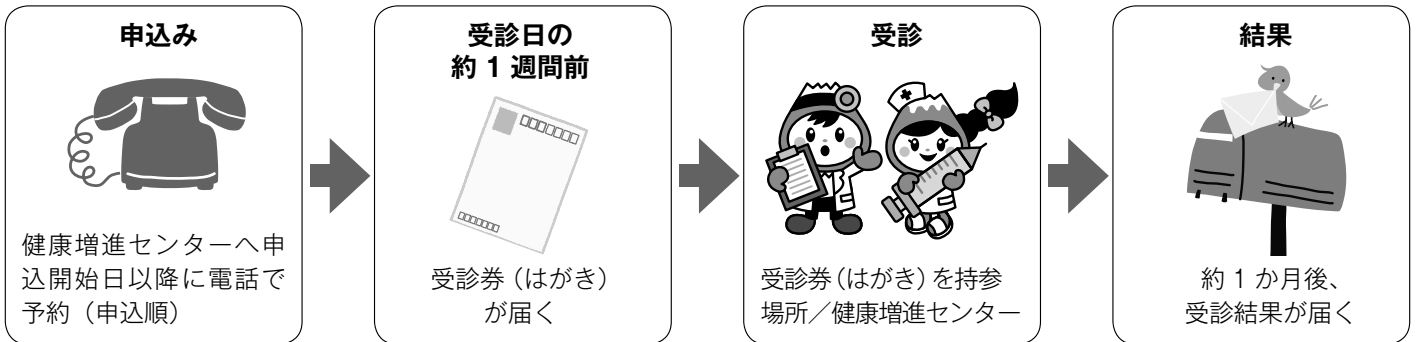 申込み
健康増進センターへ申
込開始日以降に電話で
予約（申込順）
受診日の
約 1 週間前
受診券（はがき）
が届く
受診
受診券（はがき）を持参
場所／健康増進センター
結果
約 1 か月後、
受診結果が届く